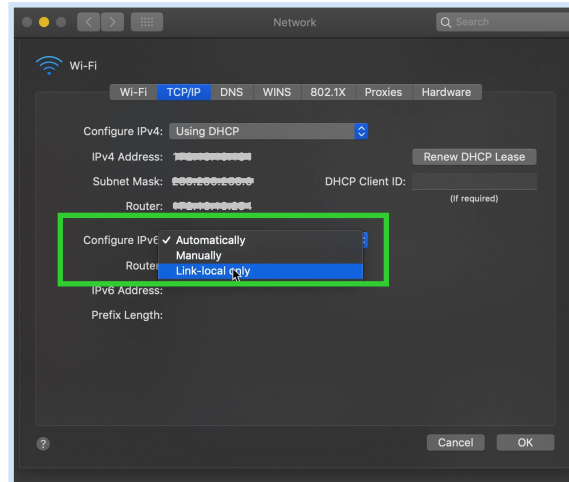 Network
Search
Wi-Fi
Wi-Fi TCP/IP DNS WINS 802.1X Proxies Hardware
Configure IPv4: Using DHCP
IPv4 Address: Renew DHCP Lease
Subnet Mask: DHCP Client ID:
(If required)
Router:
Configure IPv6 ✓ Automatically
Manually
Router Link-local only
IPv6 Address:
Prefix Length:
? Cancel OK